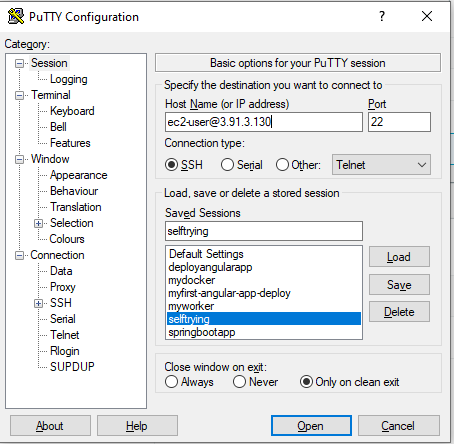 PuTTY Configuration
Category:
Session
Logging
Terminal
Keyboard
Bell
Features
Window
Appearance
Behaviour
Translation
Selection
Colours
Connection
Data
Proxy
SSH
Serial
Telnet
Rlogin
SUPDUP
Basic options for your PuTTY session
Specify the destination you want to connect to
Host Name (or IP address) Port
ec2-user@3.91.3.130 22
Connection type:
SSH Serial Other: Telnet
Load, save or delete a stored session
Saved Sessions
selftrying
Default Settings
deployangularapp
mydocker
myfirst-angular-app-deploy
myworker
selftrying
springbootapp
Load
Save
Delete
Close window on exit:
Always Never Only on clean exit
About Help Open Cancel